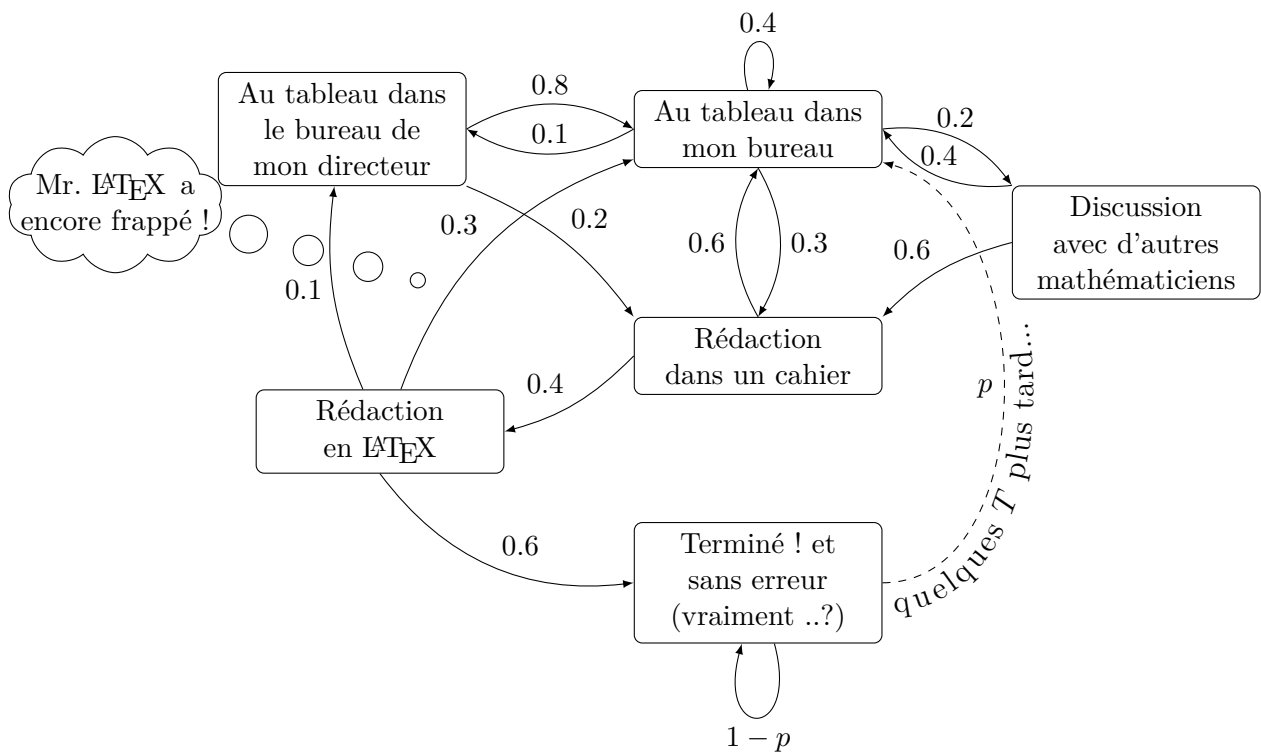 0.4
Au tableau dans
le bureau de
mon directeur
0.8
0.1
Au tableau dans
mon bureau
0.2
0.4
Mr. LATEX a
encore frappé !
Discussion
avec d'autres
mathématiciens
0.3
0.2
0.6
0.3
0.6
0.1
Rédaction
dans un cahier
0.4
p
Rédaction
en LATEX
quelques T plus tard...
0.6
Terminé ! et
sans erreur
(vraiment ..?)
1 − p